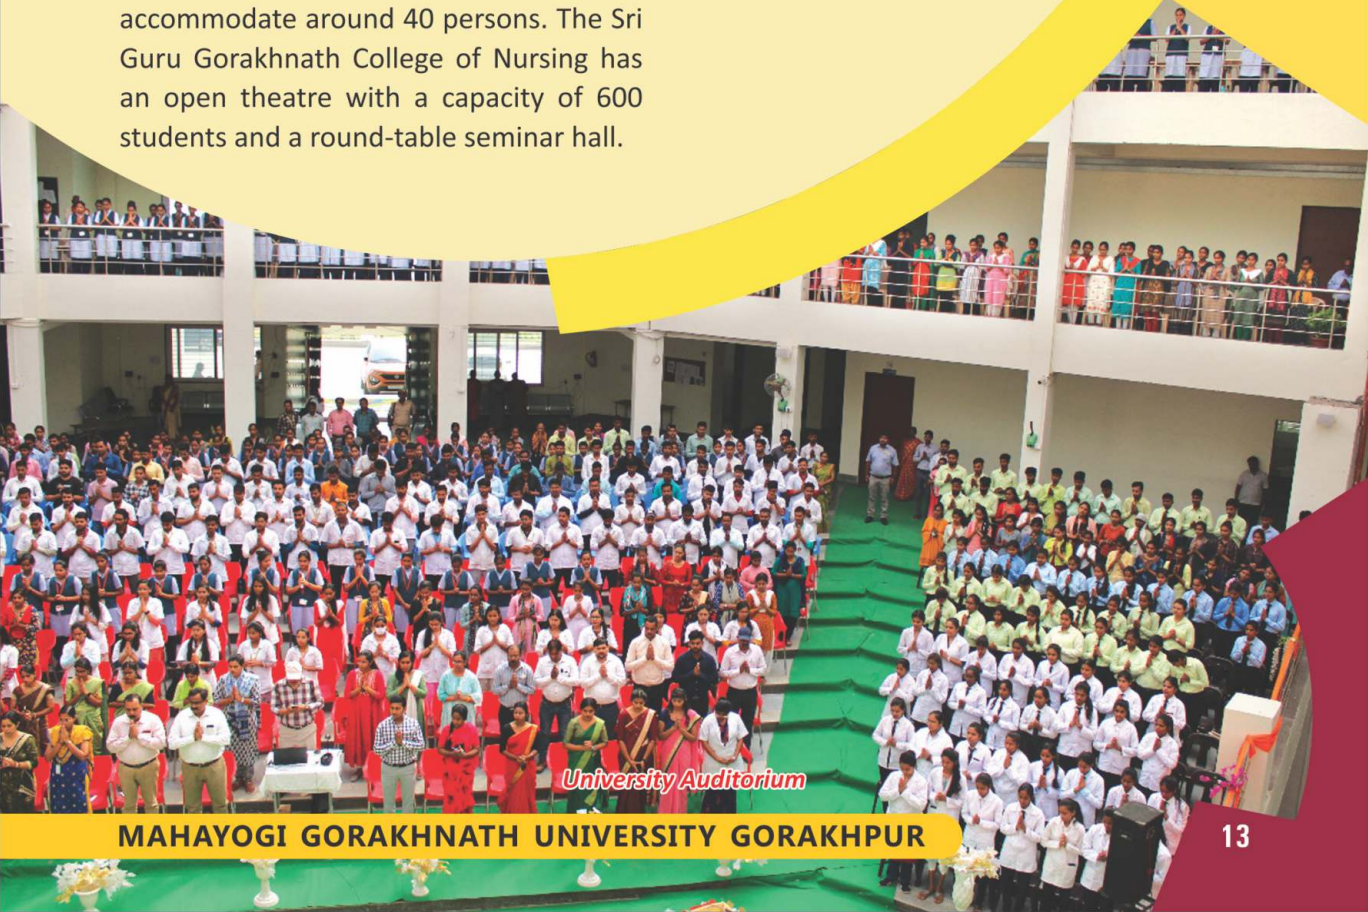 accommodate around 40 persons. The Sri
Guru Gorakhnath College of Nursing has
an open theatre with a capacity of 600
students and a round-table seminar hall.
University Auditorium
MAHAYOGI GORAKHNATH UNIVERSITY GORAKHPUR
13